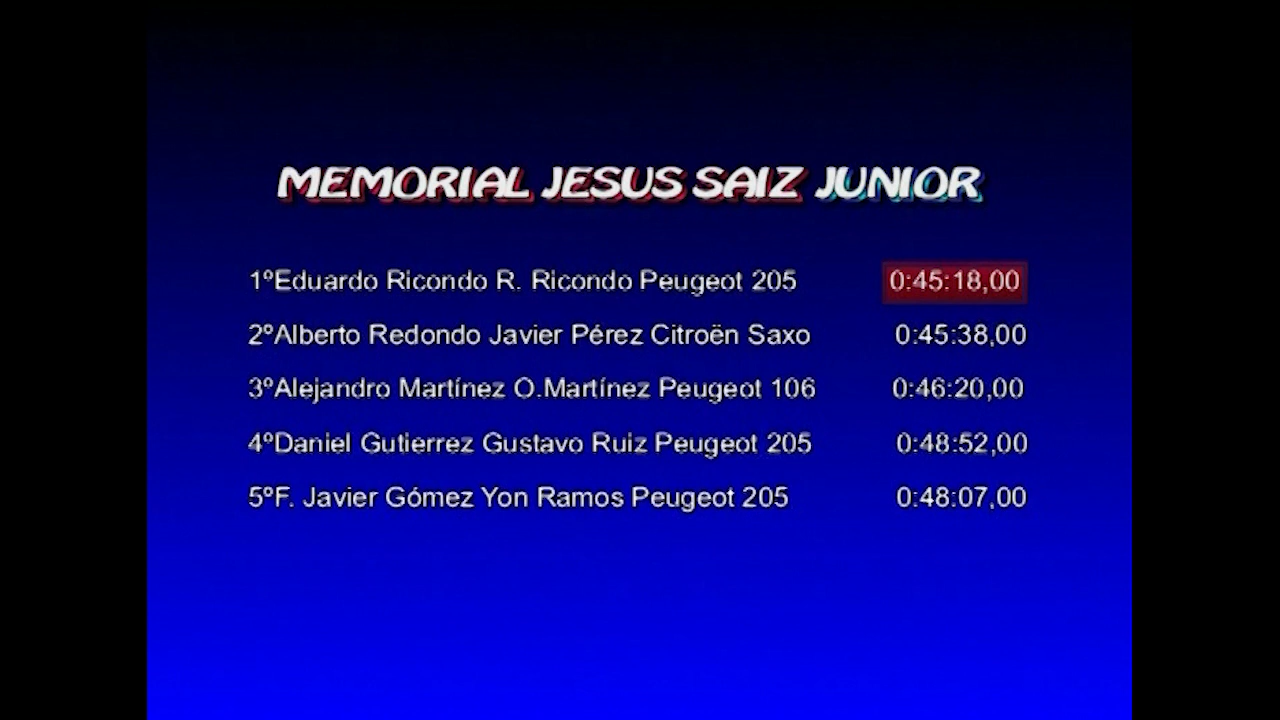 MEMORIAL JESUS SAIZ JUNIOR
1ºEduardo Ricondo R. Ricondo Peugeot 205 0:45:18,00
2ºAlberto Redondo Javier Pérez Citroën Saxo 0:45:38,00
3ºAlejandro Martínez O.Martínez Peugeot 106 0:46:20,00
4ºDaniel Gutierrez Gustavo Ruiz Peugeot 205 0:48:52,00
5ºF. Javier Gómez Yon Ramos Peugeot 205 0:48:07,00